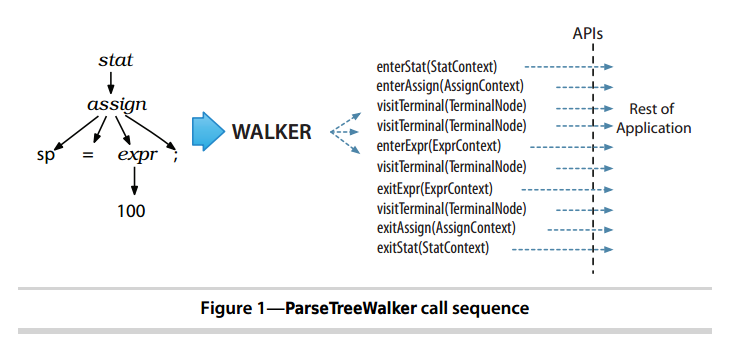 stat
assign
sp = expr ;
100
WALKER
APIs
enterStat(StatContext)
enterAssign(AssignContext)
visitTerminal(TerminalNode)
visitTerminal(TerminalNode)
enterExpr(ExprContext)
visitTerminal(TerminalNode)
exitExpr(ExprContext)
visitTerminal(TerminalNode)
exitAssign(AssignContext)
exitStat(StatContext)
Rest of
Application
Figure 1—ParseTreeWalker call sequence